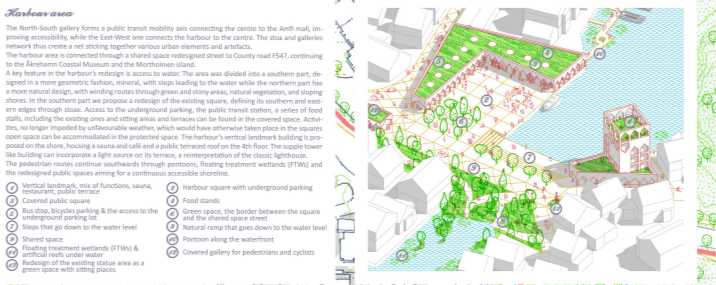 Harbour area
The North-South gallery forms a public transit mobility axis connecting the centre to the Amfi mall, im-
proving accessibility, while the East-West one connects the harbour to the centre. The stoa and galleries
network thus create a net sticking together various urban elements and artefacts.
The harbour area is connected through a shared space redesigned street to County road F547, continuing
to the Åkrehamn Coastal Museum and the Mortholmen island.
A key feature in the harbour's redesign is access to water. The area was divided into a southern part, de-
signed in a more geometric fashion, mineral, with steps leading to the water while the northern part has
a more natural design, with winding routes through green and stony areas, natural vegetation, and sloping
shores. In the southern part we propose a redesign of the existing square, defining its southern and east-
ern edges through stoae. Access to the underground parking, the public transit station, a series of food
stalls, including the existing ones and sitting areas and terraces can be found in the covered space. Activi-
ties, no longer impeded by unfavourable weather, which would have otherwise taken place in the squares
open space can be accommodated in the protected space. The harbour's vertical landmark building is pro-
posed on the shore, housing a sauna and café and a public terraced roof on the 4th floor. The supple tower
like building can incorporate a light source on its terrace, a reinterpretation of the classic lighthouse.
The pedestrian routes continue southwards through pontoons, floating treatment wetlands (FTWs) and
the redesigned public spaces aiming for a continuous accessible shoreline.
1 Vertical landmark, mix of functions, sauna,
restaurant, public terrace
2 Harbour square with underground parking
3 Covered public square
4 Food stands
5 Bus stop, bicycles parking & the access to the
underground parking lot
6 Green space, the border between the square
and the shared space street
7 Steps that go down to the water level
8 Natural ramp that goes down to the water level
9 Shared space
10 Pontoon along the waterfront
11 Floating treatment wetlands (FTWs) &
artificial reefs under water
12 Covered gallery for pedestrians and cyclists
13 Redesign of the existing statue area as a
green space with sitting places